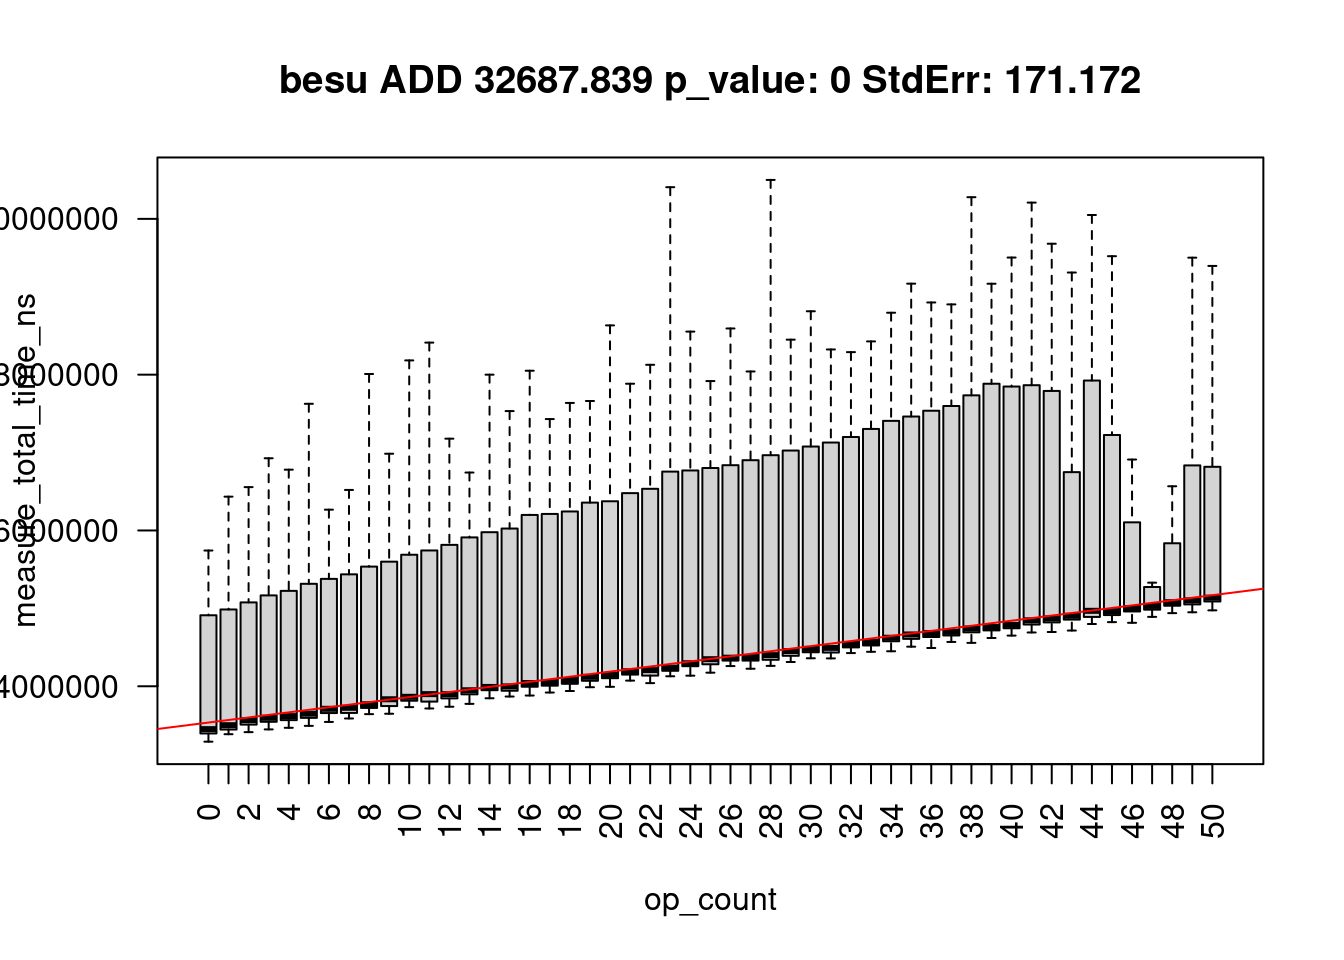 besu ADD 32687.839 p_value: 0 StdErr: 171.172
measure_total_time_ns
0000000
8000000
6000000
4000000
0 2 4 6 8 10 12 14 16 18 20 22 24 26 28 30 32 34 36 38 40 42 44 46 48 50
op_count